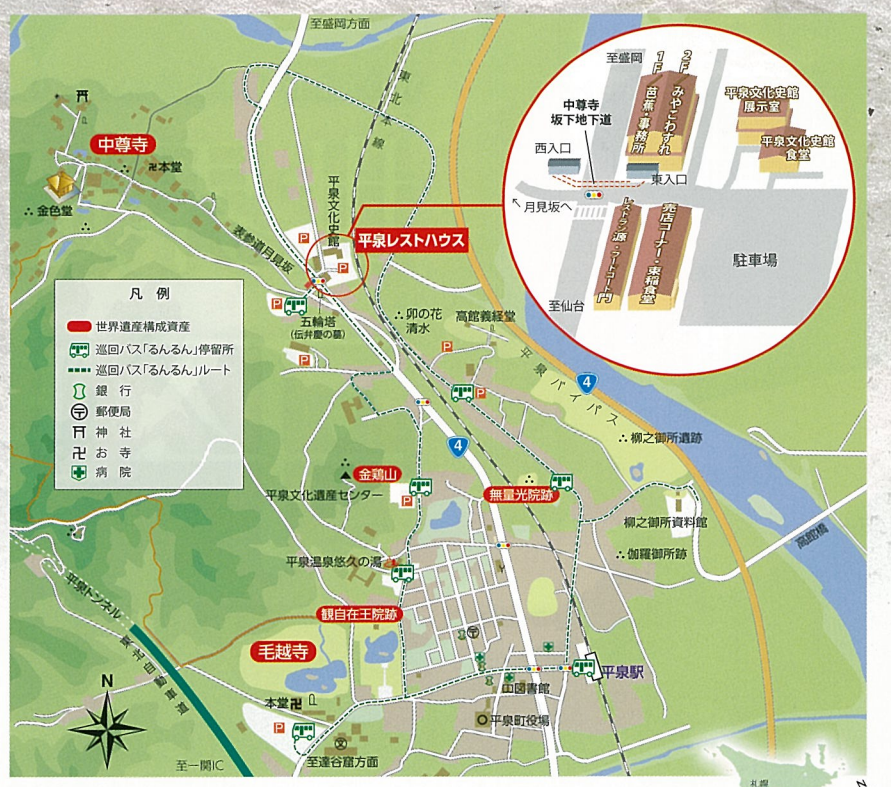 至盛岡方面
東北本線
中尊寺
卍本堂
金色堂
平泉文化史館
表参道月見坂
平泉レストハウス
五輪塔
(伝弁慶の墓)
卯の花
清水
高館義経堂
平泉バイパス
4
4
柳之御所遺跡
金鶏山
平泉文化遺産センター
無量光院跡
柳之御所資料館
伽羅御所跡
高館橋
平泉温泉悠久の湯
観自在王院跡
毛越寺
平泉トンネル
東北自動車道
N
本堂卍
平泉駅
図書館
平泉町役場
至達谷窟方面
至一関IC
札幌
P
P
P
P
P
P
P
凡 例
世界遺産構成資産
巡回バス「るんるん」停留所
巡回バス「るんるん」ルート
銀 行
郵便局
神 社
卍 お 寺
病 院
至盛岡
1F
芭蕉・事務所
2F
みやこわすれ
平泉文化史館
展示室
平泉文化史館
食堂
中尊寺
坂下地下道
西入口
東入口
月見坂へ
レストラン源・フードコート門
売店コーナー・束稲食堂
駐車場
至仙台